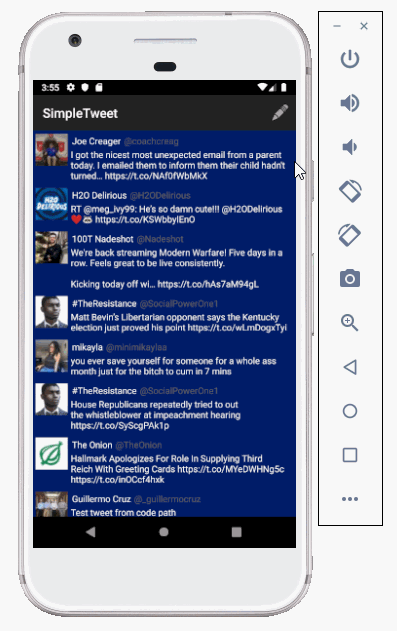 3:55
SimpleTweet
Joe Creager @coachcreag
I got the nicest most unexpected email from a parent
today. I emailed them to inform them their child hadn't
turned... https://t.co/NAf0fWbMkX
H2O Delirious @H2ODelirious
RT @meg_ivy99: He's so damn cute!!! @H2ODelirious
❤️ https://t.co/KSWbbyIEnO
H2O
DELIRIOUS
100T Nadeshot @Nadeshot
We're back streaming Modern Warfare! Five days in a
row. Feels great to be live consistently.
Kicking today off wi... https://t.co/hAs7aM94gL
#TheResistance @SocialPowerOne1
Matt Bevin's Libertarian opponent says the Kentucky
election just proved his point https://t.co/wLmDogxTyi
mikayla @minimikaylaa
you ever save yourself for someone for a whole ass
month just for the bitch to cum in 7 mins
#TheResistance @SocialPowerOne1
House Republicans repeatedly tried to out
the whistleblower at impeachment hearing
https://t.co/SyScgPAk1p
The Onion @TheOnion
Hallmark Apologizes For Role In Supplying Third
Reich With Greeting Cards https://t.co/MYeDWHNg5c
https://t.co/inOCcf4hxk
Guillermo Cruz @_guillermocruz
Test tweet from code path